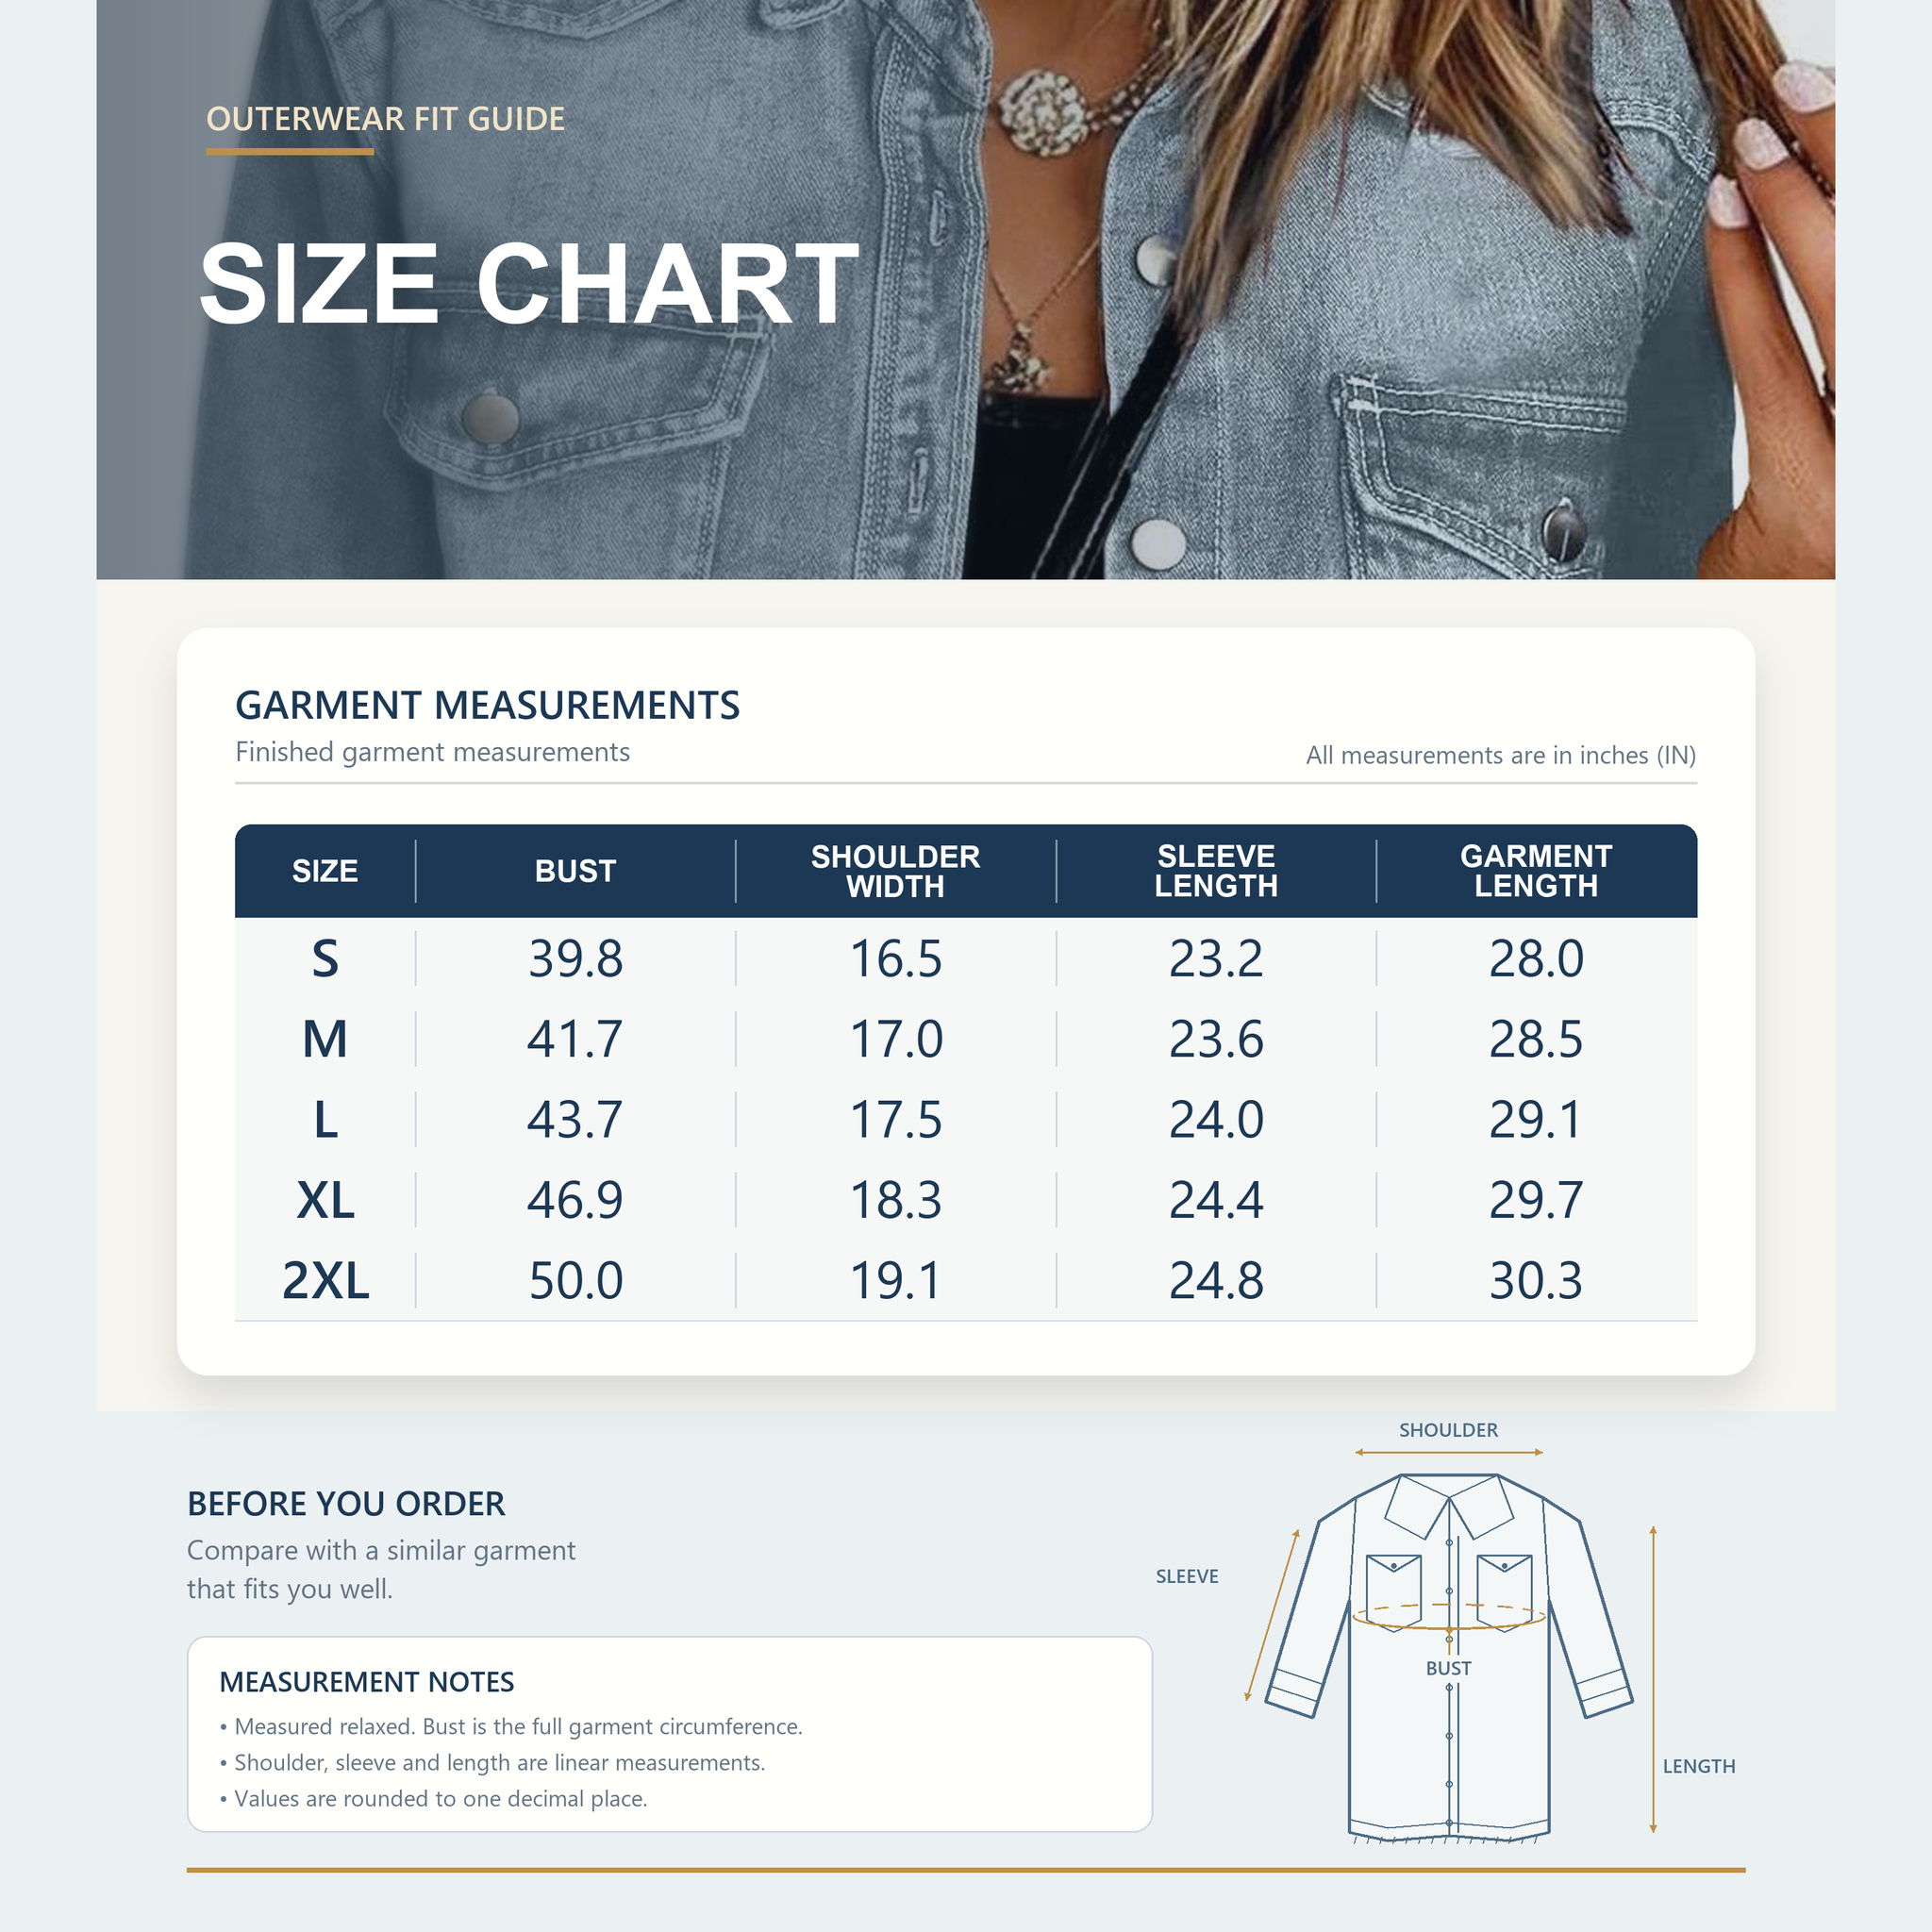 OUTERWEAR FIT GUIDE
SIZE CHART
GARMENT MEASUREMENTS
Finished garment measurements
All measurements are in inches (IN)
SIZE BUST SHOULDER WIDTH SLEEVE LENGTH GARMENT LENGTH
S 39.8 16.5 23.2 28.0
M 41.7 17.0 23.6 28.5
L 43.7 17.5 24.0 29.1
XL 46.9 18.3 24.4 29.7
2XL 50.0 19.1 24.8 30.3
BEFORE YOU ORDER
Compare with a similar garment
that fits you well.
MEASUREMENT NOTES
• Measured relaxed. Bust is the full garment circumference.
• Shoulder, sleeve and length are linear measurements.
• Values are rounded to one decimal place.
SHOULDER
SLEEVE
BUST
LENGTH